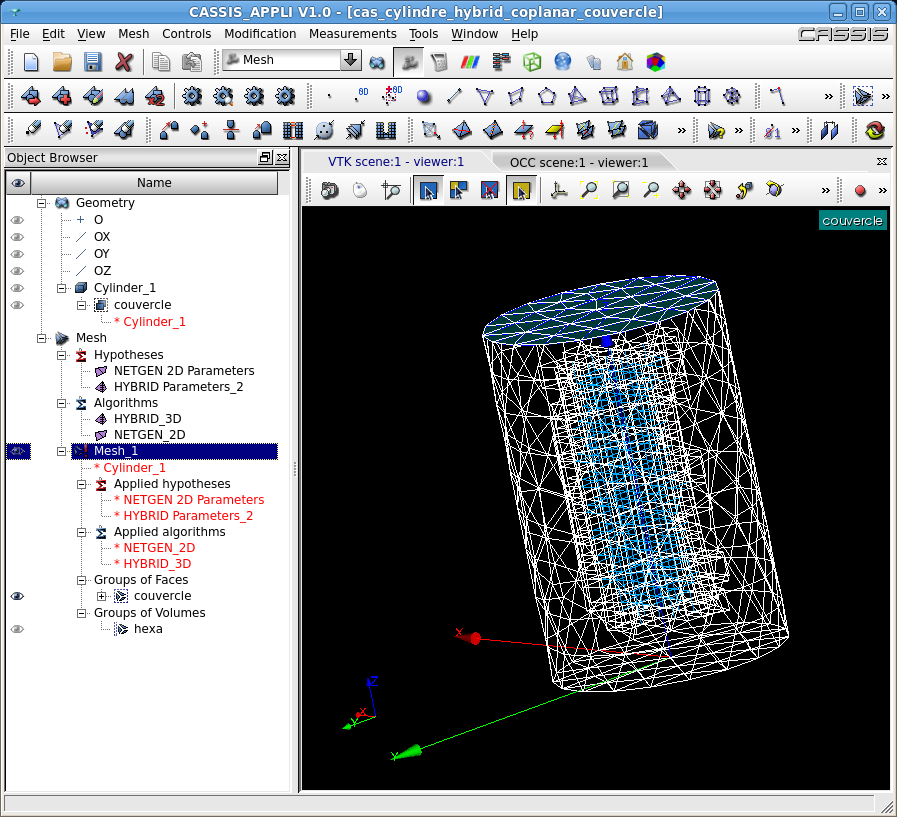 CASSIS_APPLI V1.0 - [cas_cylindre_hybrid_coplanar_couvercle]
File Edit View Mesh Controls Modification Measurements Tools Window Help
CASSIS
Mesh
0D 0D
Object Browser
VTK scene:1 - viewer:1 OCC scene:1 - viewer:1
Name
couvercle
Geometry
O
OX
OY
OZ
Cylinder_1
couvercle
* Cylinder_1
Mesh
Hypotheses
NETGEN 2D Parameters
HYBRID Parameters_2
Algorithms
HYBRID_3D
NETGEN_2D
Mesh_1
* Cylinder_1
Applied hypotheses
* NETGEN 2D Parameters
* HYBRID Parameters_2
Applied algorithms
* NETGEN_2D
* HYBRID_3D
Groups of Faces
couvercle
Groups of Volumes
hexa
X
Z
X
Y
Y